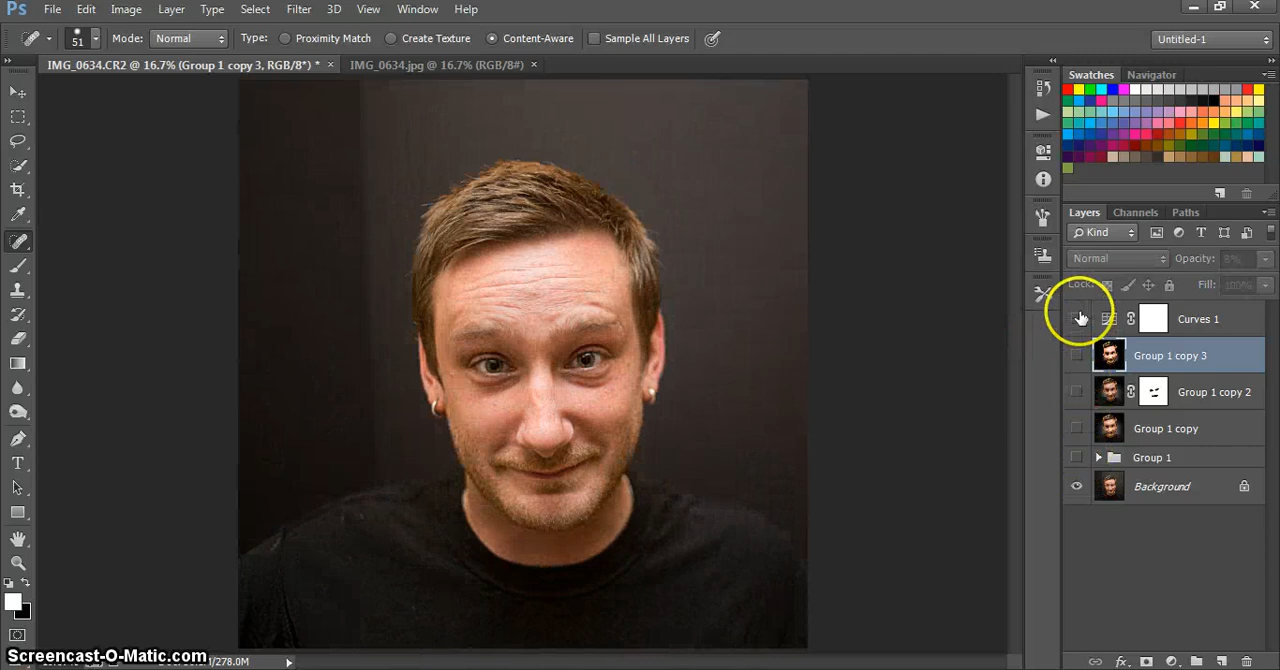 Ps File Edit Image Layer Type Select Filter 3D View Window Help
51 Mode: Normal Type: Proximity Match Create Texture Content-Aware Sample All Layers Untitled-1
IMG_0634.CR2 @ 16.7% (Group 1 copy 3, RGB/8*) * × IMG_0634.jpg @ 16.7% (RGB/8#) ×
Swatches Navigator
Layers Channels Paths
Kind
Normal Opacity: 8%
Lock: Fill: 100%
Curves 1
Group 1 copy 3
Group 1 copy 2
Group 1 copy
Group 1
Background
Screencast-O-Matic.com
/278.0M
fx